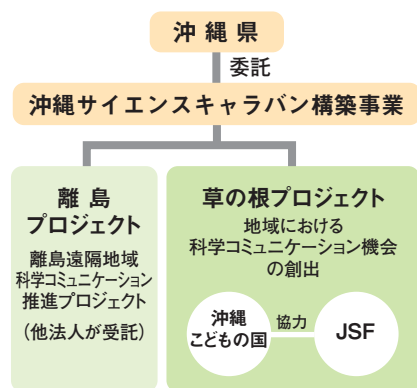 沖縄県
委託
沖縄サイエンスキャラバン構築事業
離島
プロジェクト
離島遠隔地域
科学コミュニケーション
推進プロジェクト
(他法人が受託)
草の根プロジェクト
地域における
科学コミュニケーション機会
の創出
沖縄
こどもの国
協力
JSF